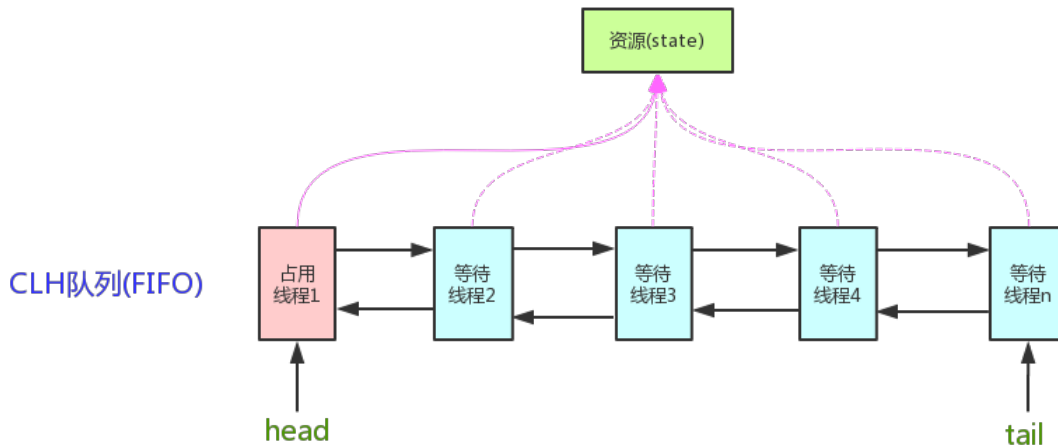 资源(state)
CLH队列(FIFO)
占用
线程1
等待
线程2
等待
线程3
等待
线程4
等待
线程n
head
tail